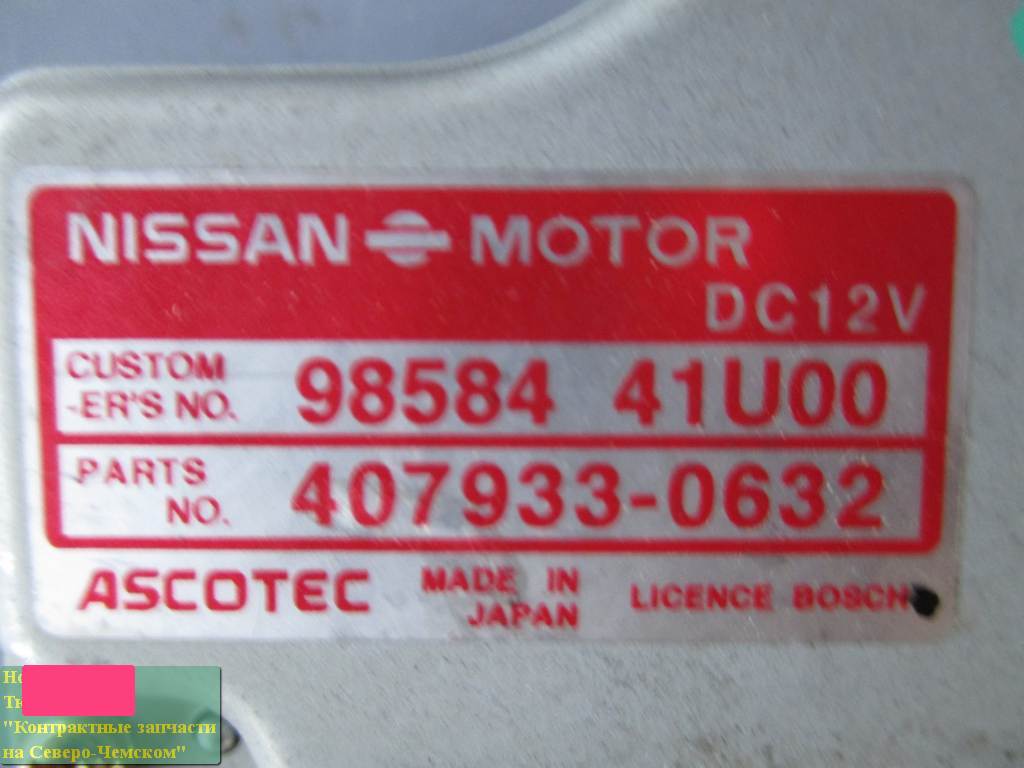 NISSAN MOTOR
DC12V
CUSTOM
-ER'S NO. 98584 41U00
PARTS
NO. 407933-0632
ASCOTEC MADE IN
JAPAN LICENCE BOSCH
"Контрактные запчасти
на Северо-Чемском"